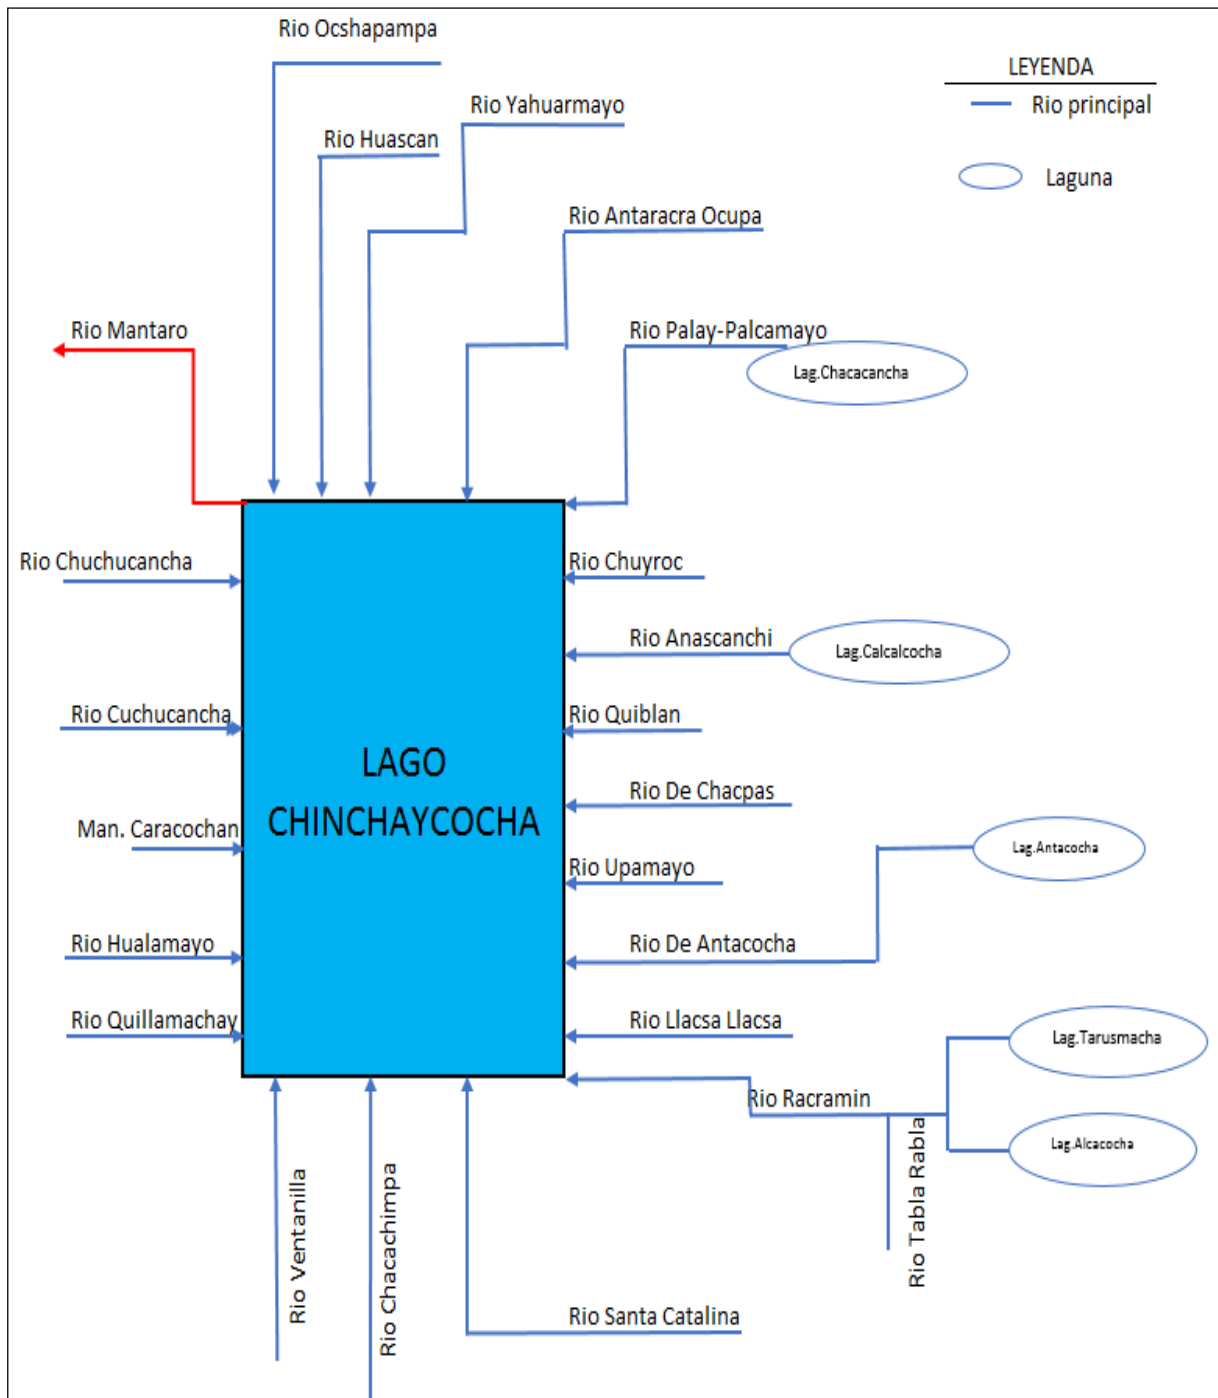 Rio Ocshapampa
LEYENDA
Rio principal
Rio Yahuarmayo
Rio Huascan
Laguna
Rio Antaracra Ocupa
Rio Mantaro
Rio Palay-Palcamayo
Lag.Chacacancha
Rio Chuchucancha
Rio Chuyroc
Rio Anascanchi
Lag.Calcalcocha
Rio Cuchucancha
Rio Quiblan
LAGO
CHINCHAYCOCHA
Rio De Chacpas
Man. Caracochan
Lag.Antacocha
Rio Upamayo
Rio Hualamayo
Rio De Antacocha
Rio Quillamachay
Rio Llacsa Llacsa
Lag.Tarusmacha
Rio Racramin
Lag.Alcacocha
Rio Tabla Rabla
Rio Ventanilla
Rio Chacachimpa
Rio Santa Catalina